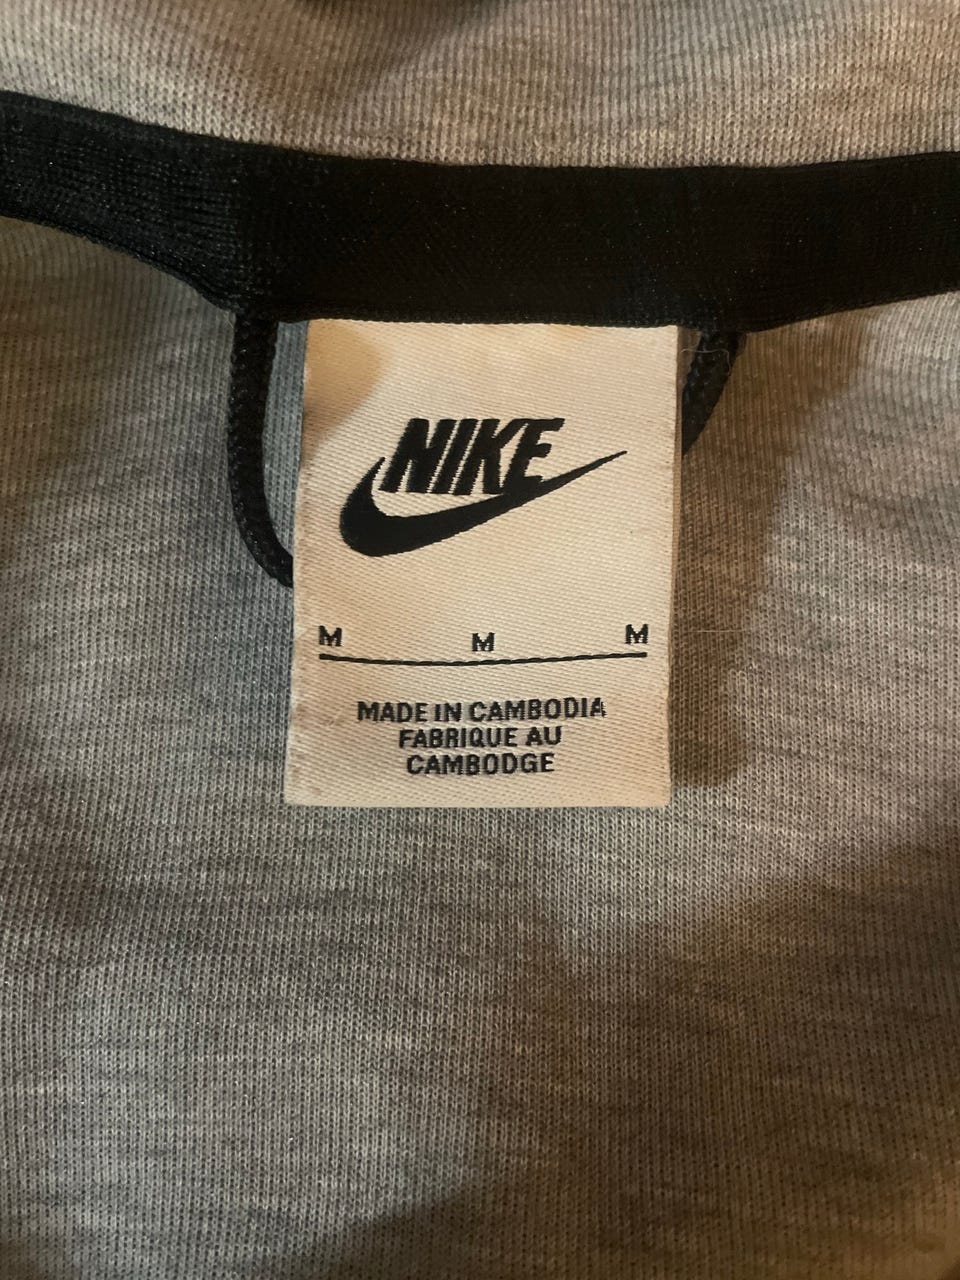 NIKE
M M M
MADE IN CAMBODIA
FABRIQUE AU
CAMBODGE